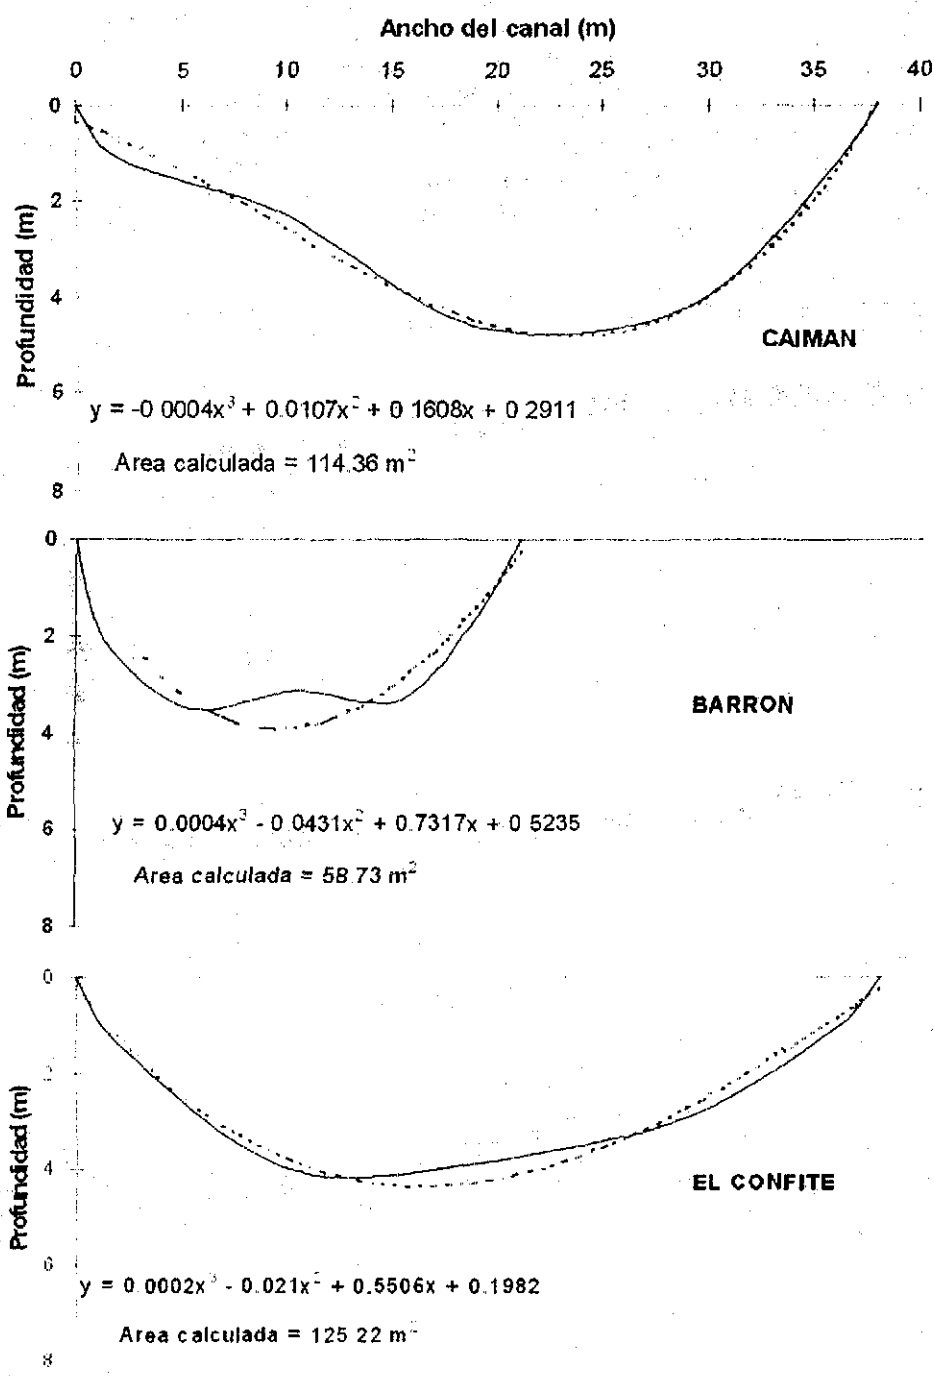 Ancho del canal (m)
0 5 10 15 20 25 30 35 40
0
2
4
6
8
Profundidad (m)
CAIMAN
y = -0.0004x³ + 0.0107x² + 0.1608x + 0.2911
Area calculada = 114.36 m²
0
2
4
6
8
Profundidad (m)
BARRON
y = 0.0004x³ - 0.0431x² + 0.7317x + 0.5235
Area calculada = 58.73 m²
0
2
4
6
8
Profundidad (m)
EL CONFITE
y = 0.0002x³ - 0.021x² + 0.5506x + 0.1982
Area calculada = 125.22 m²